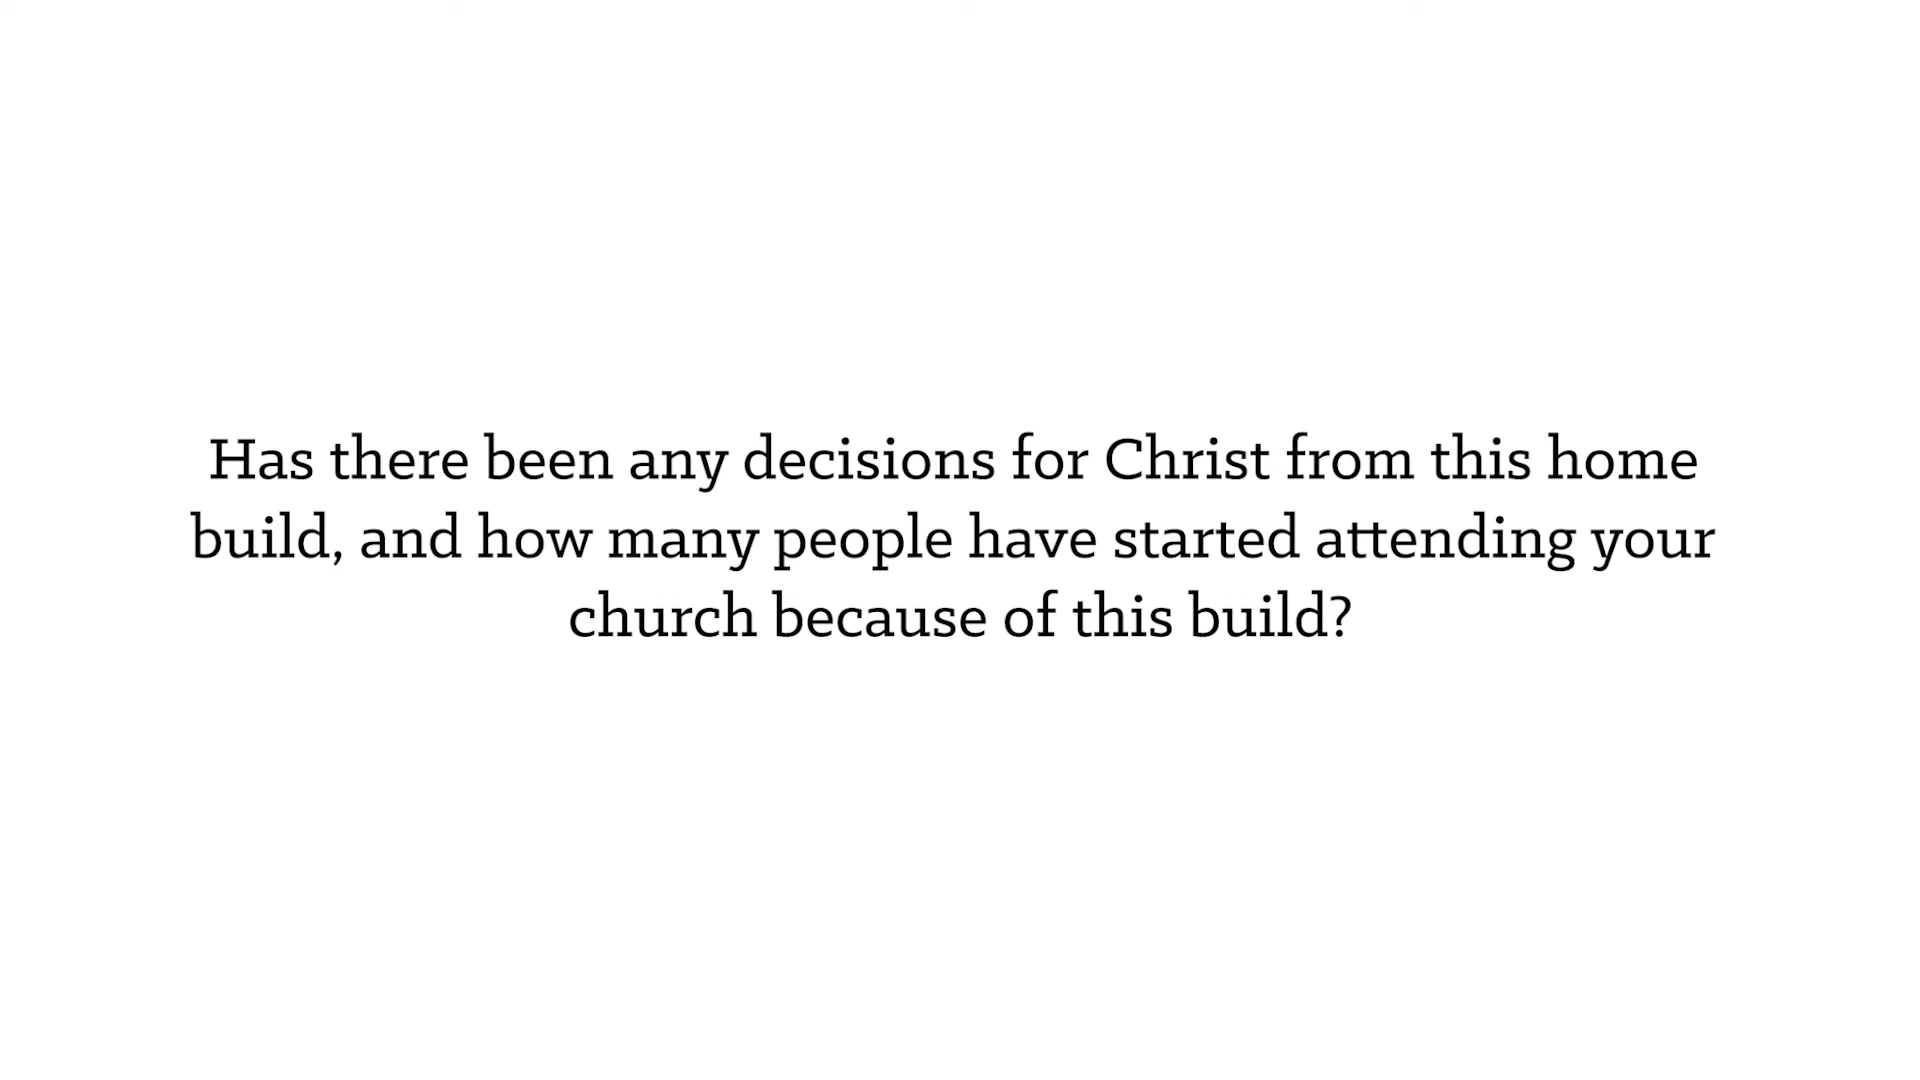 Has there been any decisions for Christ from this home
build, and how many people have started attending your
church because of this build?